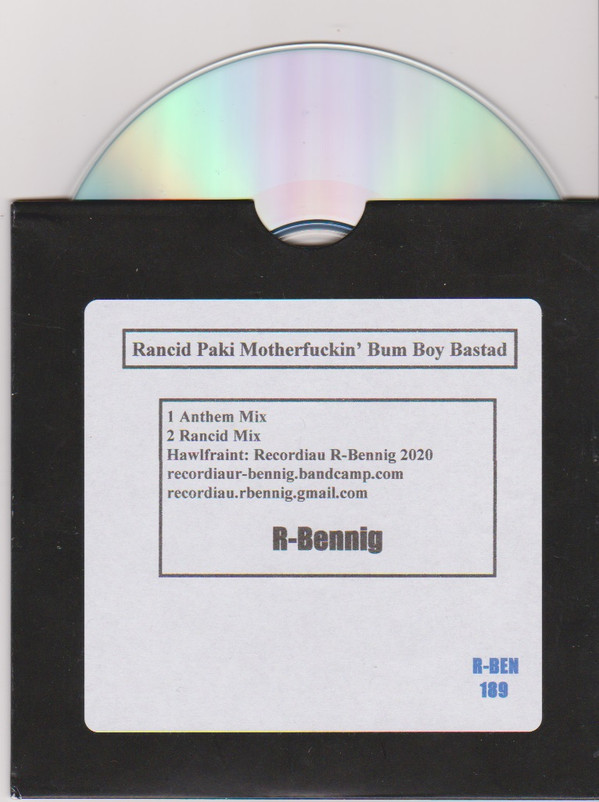 Rancid Paki Motherfuckin’ Bum Boy Bastad
1 Anthem Mix
2 Rancid Mix
Hawlfraint: Recordiau R-Bennig 2020
recordiaur-bennig.bandcamp.com
recordiau.rbennig.gmail.com
R-Bennig
R-BEN
189